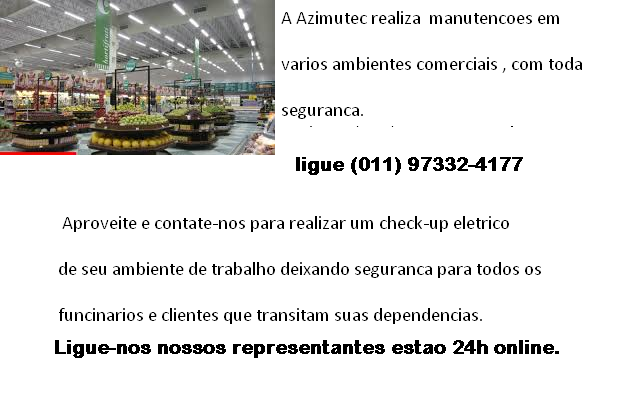 A Azimutec realiza manutencoes em
varios ambientes comerciais , com toda
seguranca.
hortifruti
ligue (011) 97332-4177
Aproveite e contate-nos para realizar um check-up eletrico
de seu ambiente de trabalho deixando seguranca para todos os
funcinarios e clientes que transitam suas dependencias.
Ligue-nos nossos representantes estao 24h online.